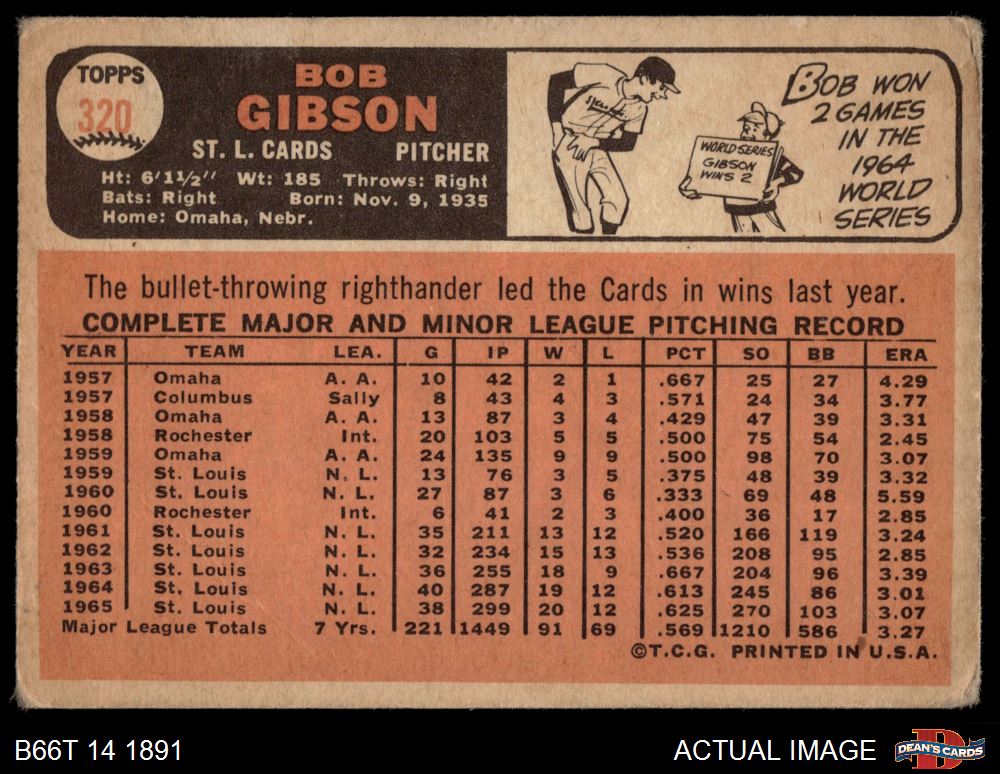 TOPPS
320
BOB
GIBSON
ST. L. CARDS PITCHER
Ht: 6'11/2" Wt: 185 Throws: Right
Bats: Right Born: Nov. 9, 1935
Home: Omaha, Nebr.
WORLD SERIES
GIBSON
WINS 2
BOB WON
2 GAMES
IN THE
1964
WORLD
SERIES
The bullet-throwing righthander led the Cards in wins last year.
COMPLETE MAJOR AND MINOR LEAGUE PITCHING RECORD
YEAR TEAM LEA. G IP W L PCT SO BB ERA
1957 Omaha A. A. 10 42 2 1 .667 25 27 4.29
1957 Columbus Sally 8 43 4 3 .571 24 34 3.77
1958 Omaha A. A. 13 87 3 4 .429 47 39 3.31
1958 Rochester Int. 20 103 5 5 .500 75 54 2.45
1959 Omaha A. A. 24 135 9 9 .500 98 70 3.07
1959 St. Louis N. L. 13 76 3 5 .375 48 39 3.32
1960 St. Louis N. L. 27 87 3 6 .333 69 48 5.59
1960 Rochester Int. 6 41 2 3 .400 36 17 2.85
1961 St. Louis N. L. 35 211 13 12 .520 166 119 3.24
1962 St. Louis N. L. 32 234 15 13 .536 208 95 2.85
1963 St. Louis N. L. 36 255 18 9 .667 204 96 3.39
1964 St. Louis N. L. 40 287 19 12 .613 245 86 3.01
1965 St. Louis N. L. 38 299 20 12 .625 270 103 3.07
Major League Totals 7 Yrs. 221 1449 91 69 .569 1210 586 3.27
©T.C.G. PRINTED IN U.S.A.
B66T 14 1891 ACTUAL IMAGE DEAN'S CARDS